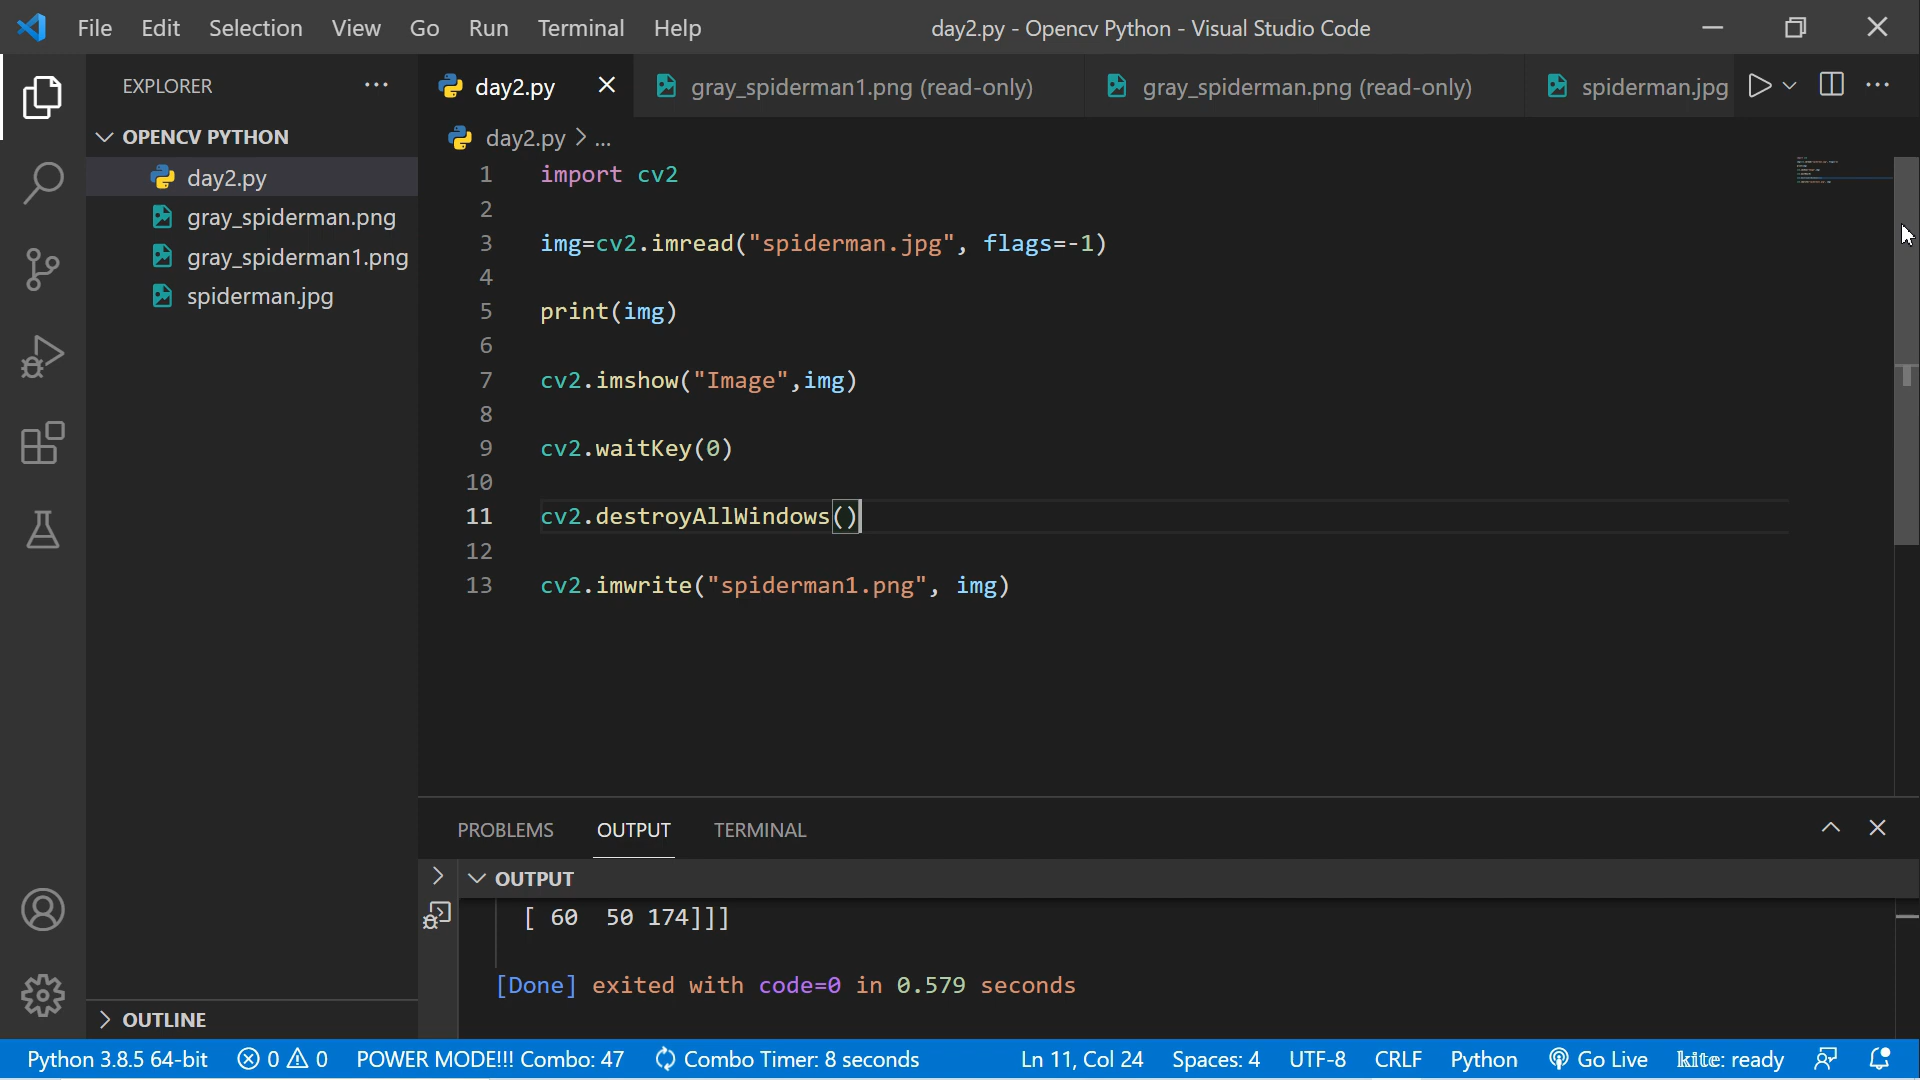 File Edit Selection View Go Run Terminal Help day2.py - Opencv Python - Visual Studio Code
EXPLORER ...
day2.py
gray_spiderman1.png (read-only)
gray_spiderman.png (read-only)
spiderman.jpg
OPENCV PYTHON
day2.py
gray_spiderman.png
gray_spiderman1.png
spiderman.jpg
day2.py > ...
1 import cv2
2
3 img=cv2.imread("spiderman.jpg", flags=-1)
4
5 print(img)
6
7 cv2.imshow("Image",img)
8
9 cv2.waitKey(0)
10
11 cv2.destroyAllWindows()
12
13 cv2.imwrite("spiderman1.png", img)
PROBLEMS OUTPUT TERMINAL
OUTPUT
[ 60  50 174]]]
[Done] exited with code=0 in 0.579 seconds
OUTLINE
Python 3.8.5 64-bit 0 0 POWER MODE!!! Combo: 47 Combo Timer: 8 seconds Ln 11, Col 24 Spaces: 4 UTF-8 CRLF Python Go Live kite: ready